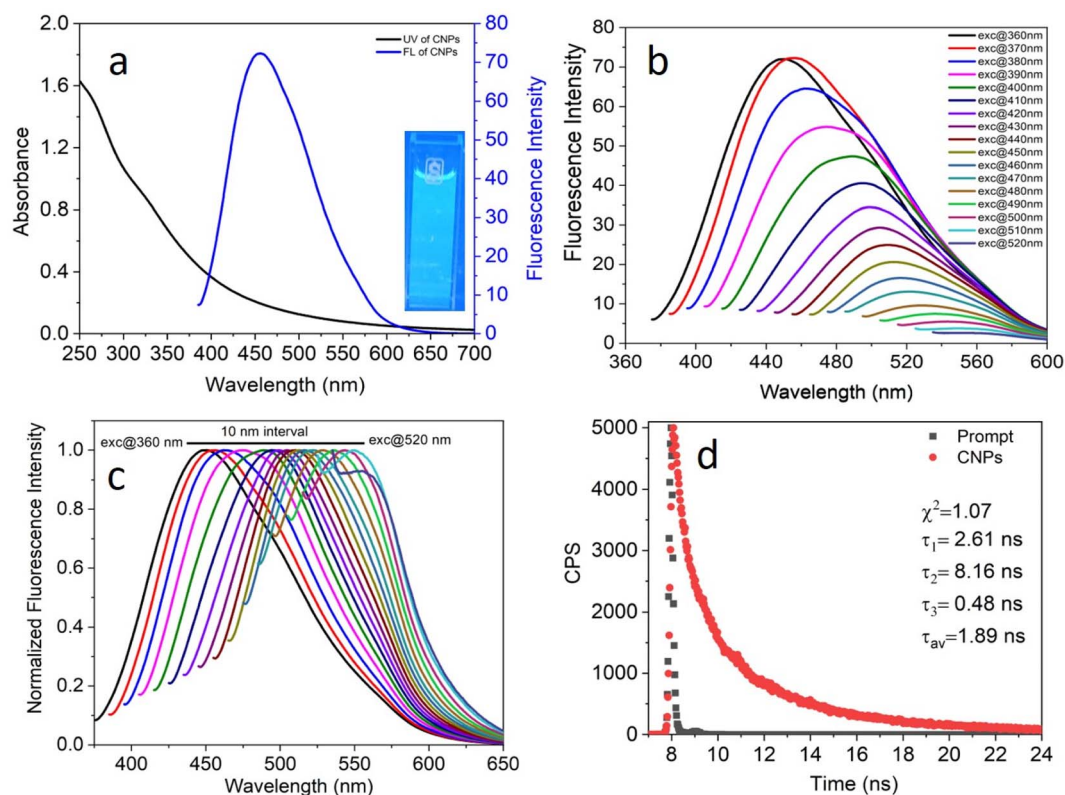 a
UV of CNPs
FL of CNPs
2.0
1.6
1.2
0.8
0.4
0.0
Absorbance
80
70
60
50
40
30
20
10
0
Fluorescence Intensity
250 300 350 400 450 500 550 600 650 700
Wavelength (nm)
b
80
70
60
50
40
30
20
10
0
Fluorescence Intensity
exc@360nm
exc@370nm
exc@380nm
exc@390nm
exc@400nm
exc@410nm
exc@420nm
exc@430nm
exc@440nm
exc@450nm
exc@460nm
exc@470nm
exc@480nm
exc@490nm
exc@500nm
exc@510nm
exc@520nm
360 400 440 480 520 560 600
Wavelength (nm)
c
10 nm interval
exc@360 nm
exc@520 nm
1.0
0.8
0.6
0.4
0.2
0.0
Normalized Fluorescence Intensity
400 450 500 550 600 650
Wavelength (nm)
d
Prompt
CNPs
5000
4000
3000
2000
1000
0
CPS
χ²=1.07
τ₁= 2.61 ns
τ₂= 8.16 ns
τ₃= 0.48 ns
τav=1.89 ns
8 10 12 14 16 18 20 22 24
Time (ns)